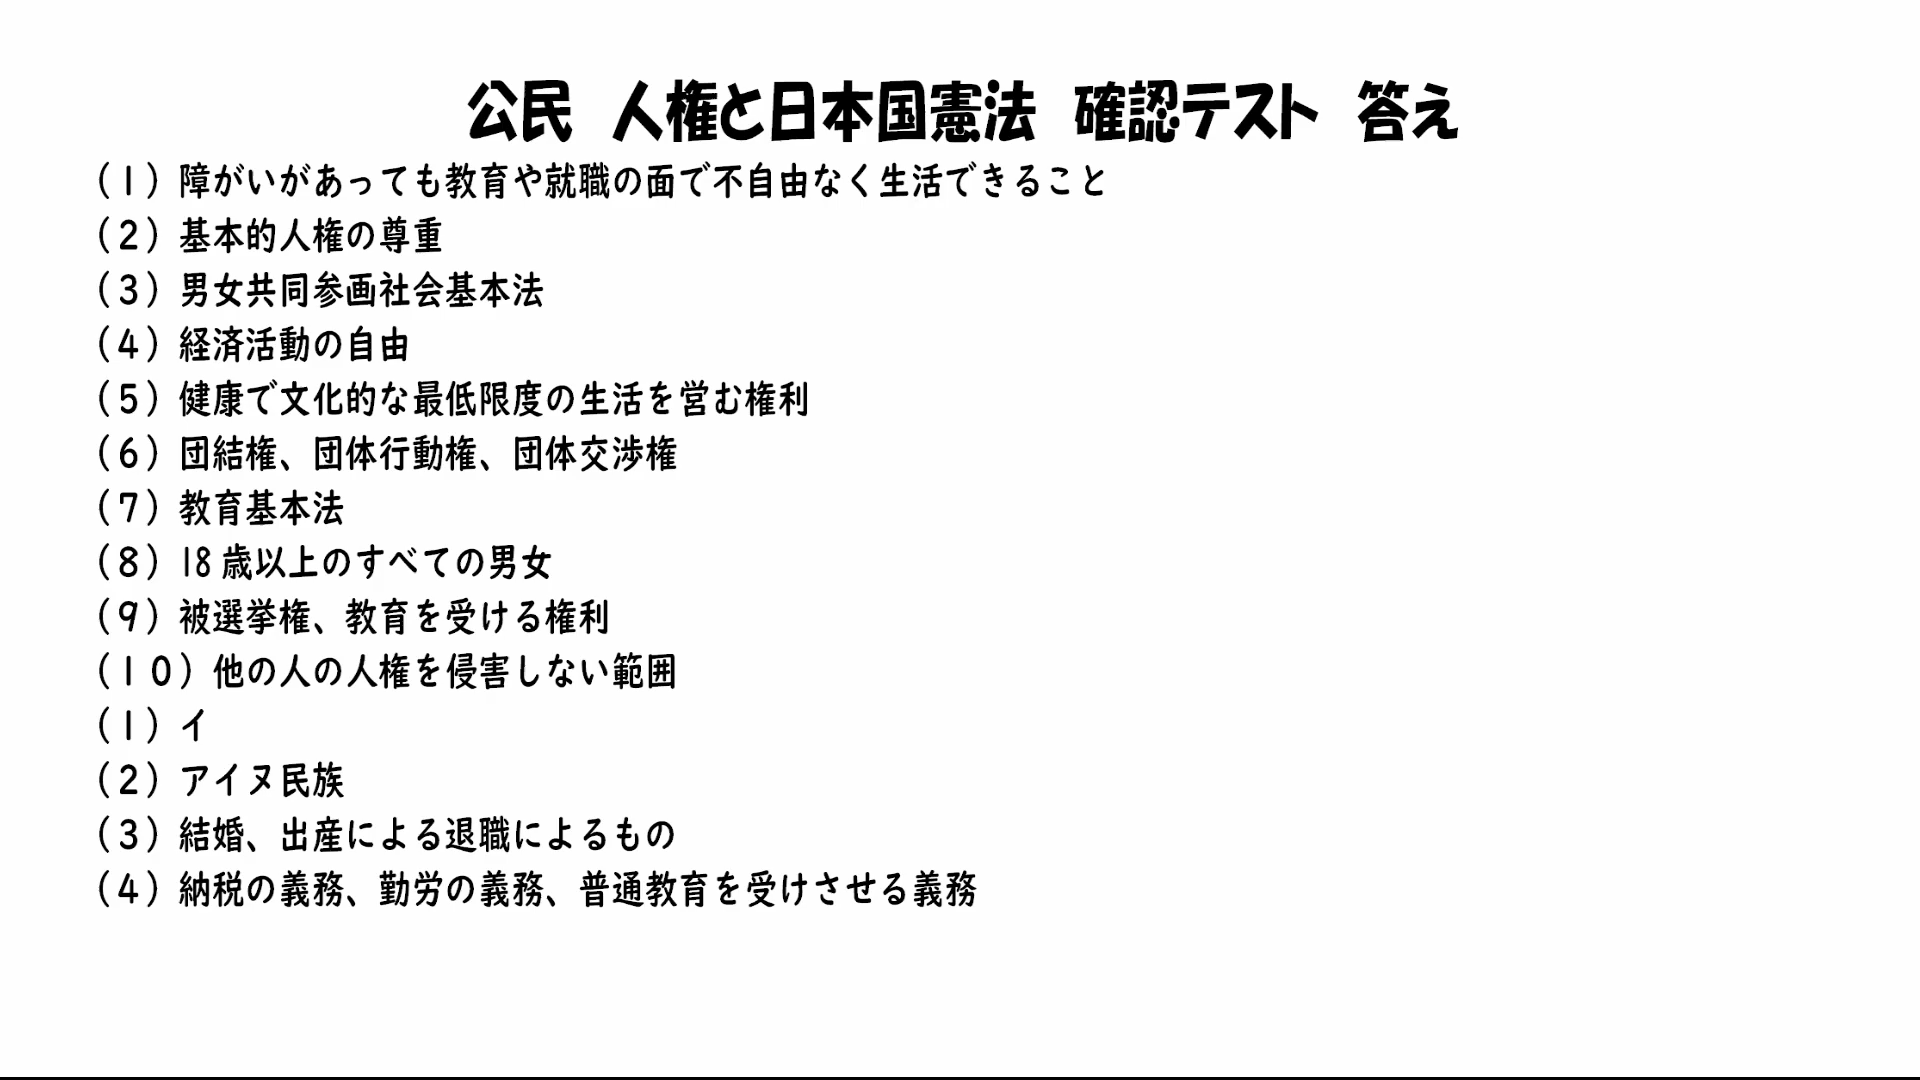 公民　人権と日本国憲法　確認テスト　答え
（１）障がいがあっても教育や就職の面で不自由なく生活できること
（２）基本的人権の尊重
（３）男女共同参画社会基本法
（４）経済活動の自由
（５）健康で文化的な最低限度の生活を営む権利
（６）団結権、団体行動権、団体交渉権
（７）教育基本法
（８）18 歳以上のすべての男女
（９）被選挙権、教育を受ける権利
（１０）他の人の人権を侵害しない範囲
（１）イ
（２）アイヌ民族
（３）結婚、出産による退職によるもの
（４）納税の義務、勤労の義務、普通教育を受けさせる義務